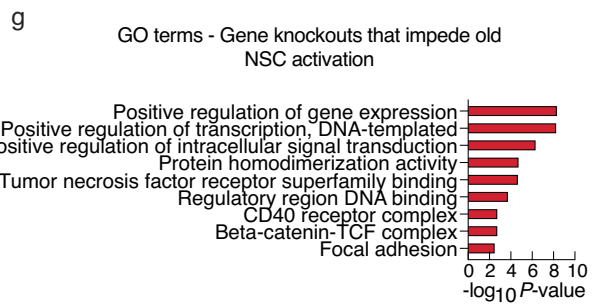 g
GO terms - Gene knockouts that impede old
NSC activation
Positive regulation of gene expression
Positive regulation of transcription, DNA-templated
ositive regulation of intracellular signal transduction
Protein homodimerization activity
Tumor necrosis factor receptor superfamily binding
Regulatory region DNA binding
CD40 receptor complex
Beta-catenin-TCF complex
Focal adhesion
0 2 4 6 8 10
-log10 P-value